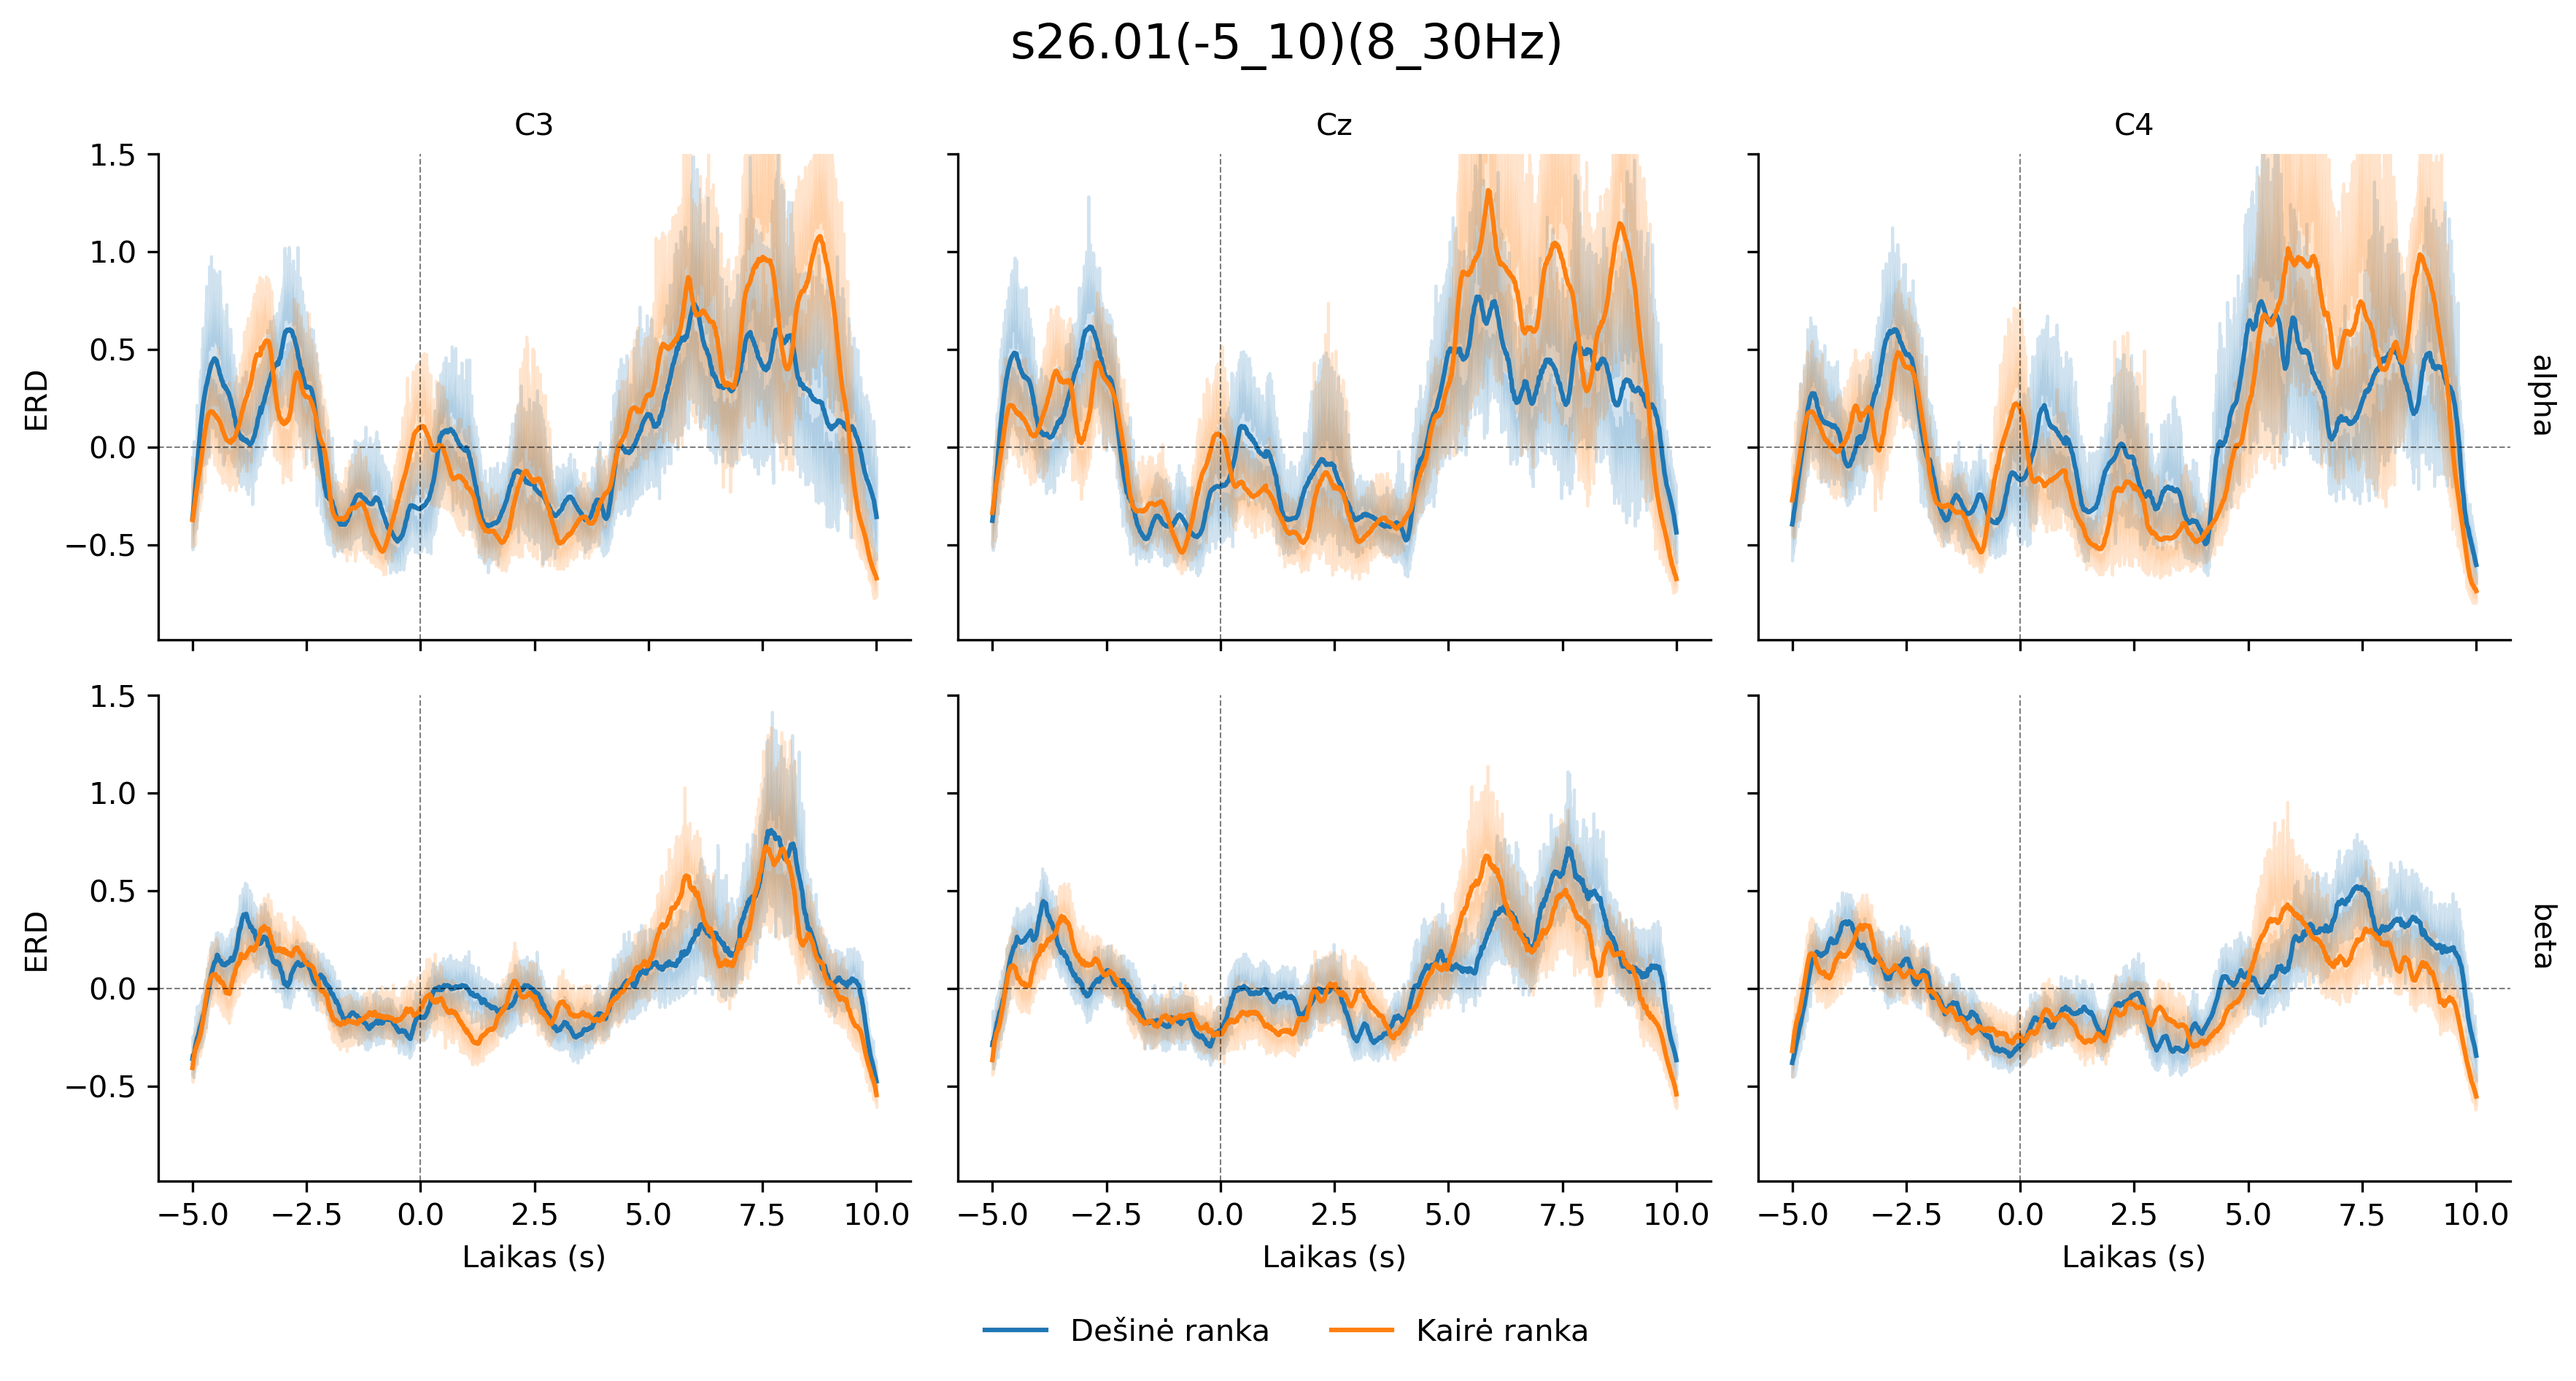 s26.01(-5_10)(8_30Hz)
C3 Cz C4
1.5
1.0
0.5
0.0
−0.5
ERD
alpha
1.5
1.0
0.5
0.0
−0.5
ERD
beta
−5.0 −2.5 0.0 2.5 5.0 7.5 10.0 −5.0 −2.5 0.0 2.5 5.0 7.5 10.0 −5.0 −2.5 0.0 2.5 5.0 7.5 10.0
Laikas (s) Laikas (s) Laikas (s)
Dešinė ranka Kairė ranka